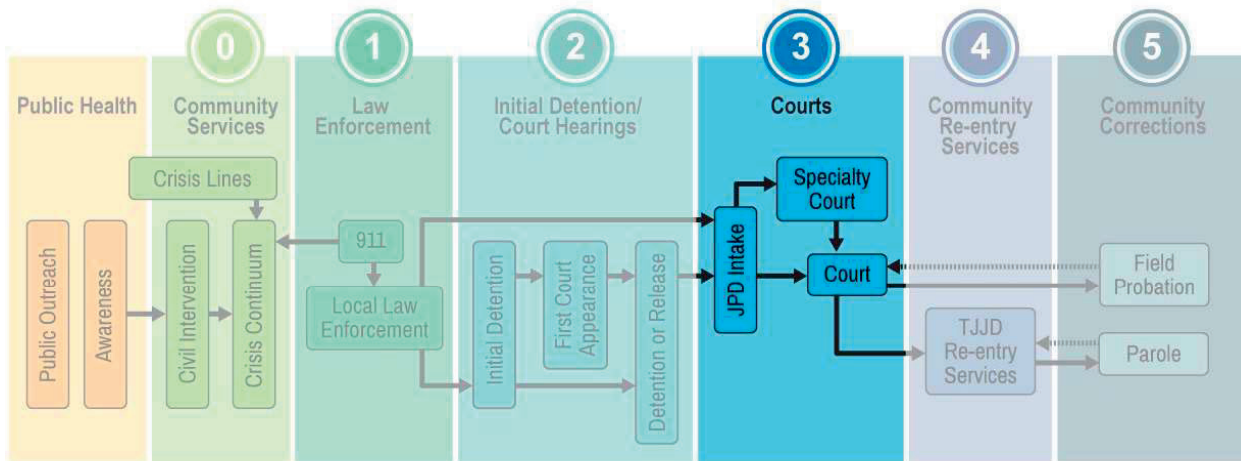 0
1
2
3
4
5
Public Health
Community
Services
Law
Enforcement
Initial Detention/
Court Hearings
Courts
Community
Re-entry
Services
Community
Corrections
Crisis Lines
Public Outreach
Awareness
Civil Intervention
Crisis Continuum
911
Local Law
Enforcement
Initial Detention
First Court
Appearance
Detention or Release
JPD Intake
Specialty
Court
Court
TJJD
Re-entry
Services
Field
Probation
Parole